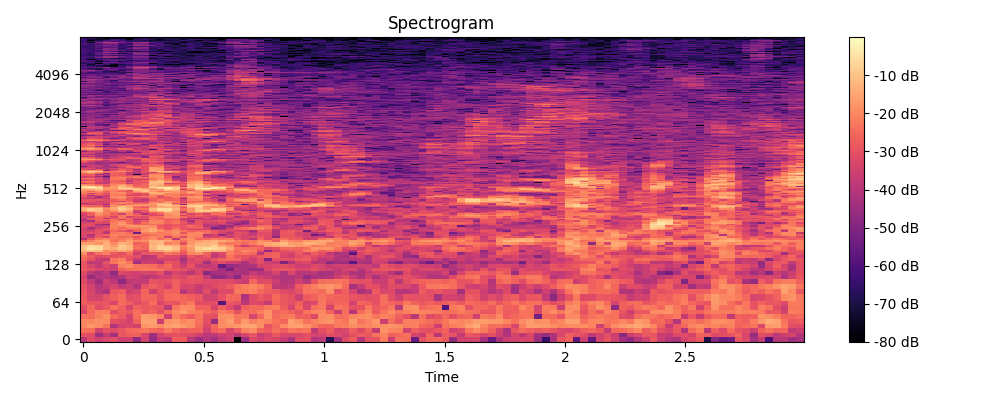 Spectrogram
Hz
4096
2048
1024
512
256
128
64
0
0
0.5
1
1.5
2
2.5
Time
-10 dB
-20 dB
-30 dB
-40 dB
-50 dB
-60 dB
-70 dB
-80 dB